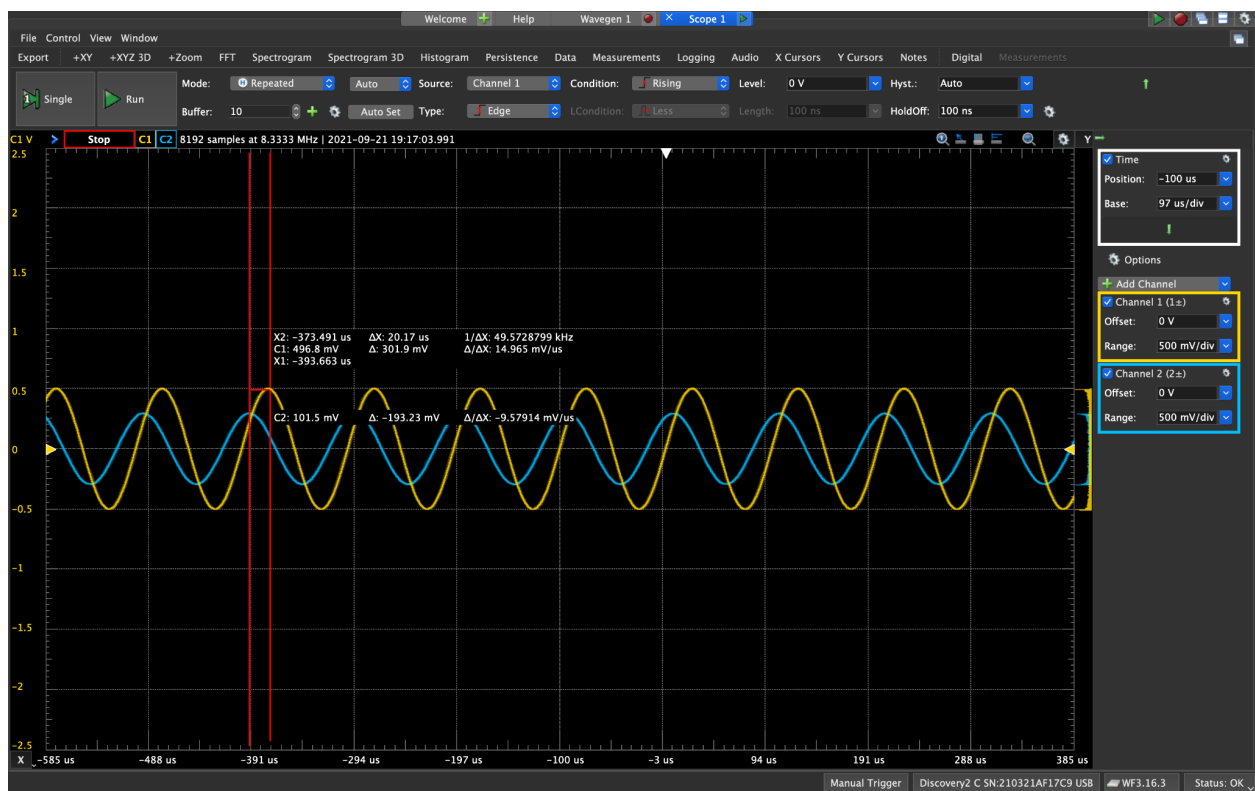 Welcome Help Wavegen 1 × Scope 1
File Control View Window
Export +XY +XYZ 3D +Zoom FFT Spectrogram Spectrogram 3D Histogram Persistence Data Measurements Logging Audio X Cursors Y Cursors Notes Digital Measurements
Single Run Mode: Repeated Auto Source: Channel 1 Condition: Rising Level: 0 V Hyst.: Auto
Buffer: 10 Auto Set Type: Edge LCondition: Less Length: 100 ns HoldOff: 100 ns
C1 V Stop C1 C2 8192 samples at 8.3333 MHz | 2021-09-21 19:17:03.991 Y
2.5
2
1.5
1
0.5
0
-0.5
-1
-1.5
-2
-2.5
X2: -373.491 us ΔX: 20.17 us 1/ΔX: 49.5728799 kHz
C1: 496.8 mV Δ: 301.9 mV Δ/ΔX: 14.965 mV/us
X1: -393.663 us
C2: 101.5 mV Δ: -193.23 mV Δ/ΔX: -9.57914 mV/us
X -585 us -488 us -391 us -294 us -197 us -100 us -3 us 94 us 191 us 288 us 385 us
Time
Position: -100 us
Base: 97 us/div
Options
Add Channel
Channel 1 (1±)
Offset: 0 V
Range: 500 mV/div
Channel 2 (2±)
Offset: 0 V
Range: 500 mV/div
Manual Trigger Discovery2 C SN:210321AF17C9 USB WF3.16.3 Status: OK